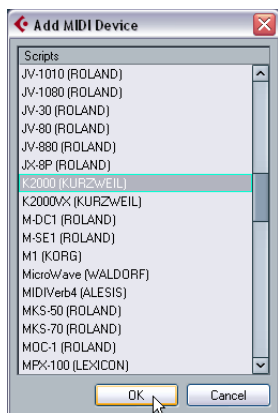 Add MIDI Device
Scripts
JV-1010 (ROLAND)
JV-1080 (ROLAND)
JV-30 (ROLAND)
JV-80 (ROLAND)
JV-880 (ROLAND)
JX-8P (ROLAND)
K2000 (KURZWEIL)
K2000VX (KURZWEIL)
M-DC1 (ROLAND)
M-SE1 (ROLAND)
M1 (KORG)
MicroWave (WALDORF)
MIDIVerb4 (ALESIS)
MKS-50 (ROLAND)
MKS-70 (ROLAND)
MOC-1 (ROLAND)
MPX-100 (LEXICON)
OK Cancel